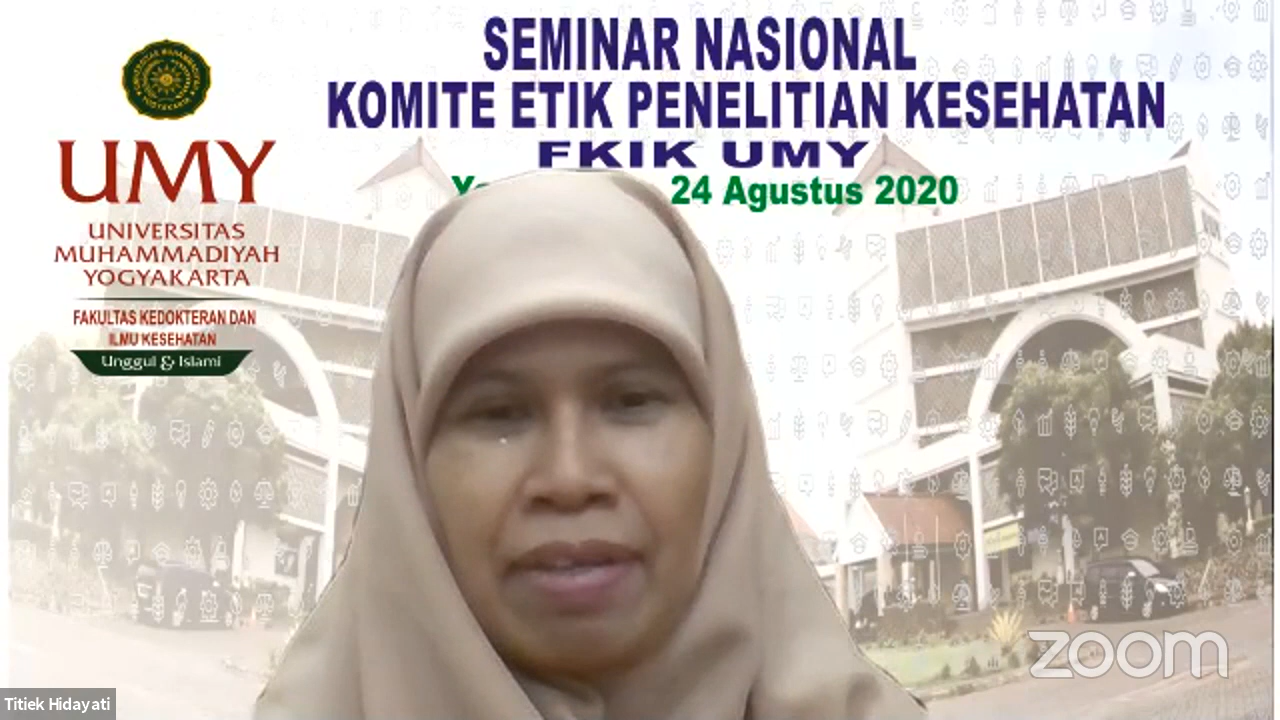 SEMINAR NASIONAL
KOMITE ETIK PENELITIAN KESEHATAN
FKIK UMY
24 Agustus 2020
UMY
UNIVERSITAS
MUHAMMADIYAH
YOGYAKARTA
FAKULTAS KEDOKTERAN DAN
ILMU KESEHATAN
Unggul & Islami
zoom
Titiek Hidayati